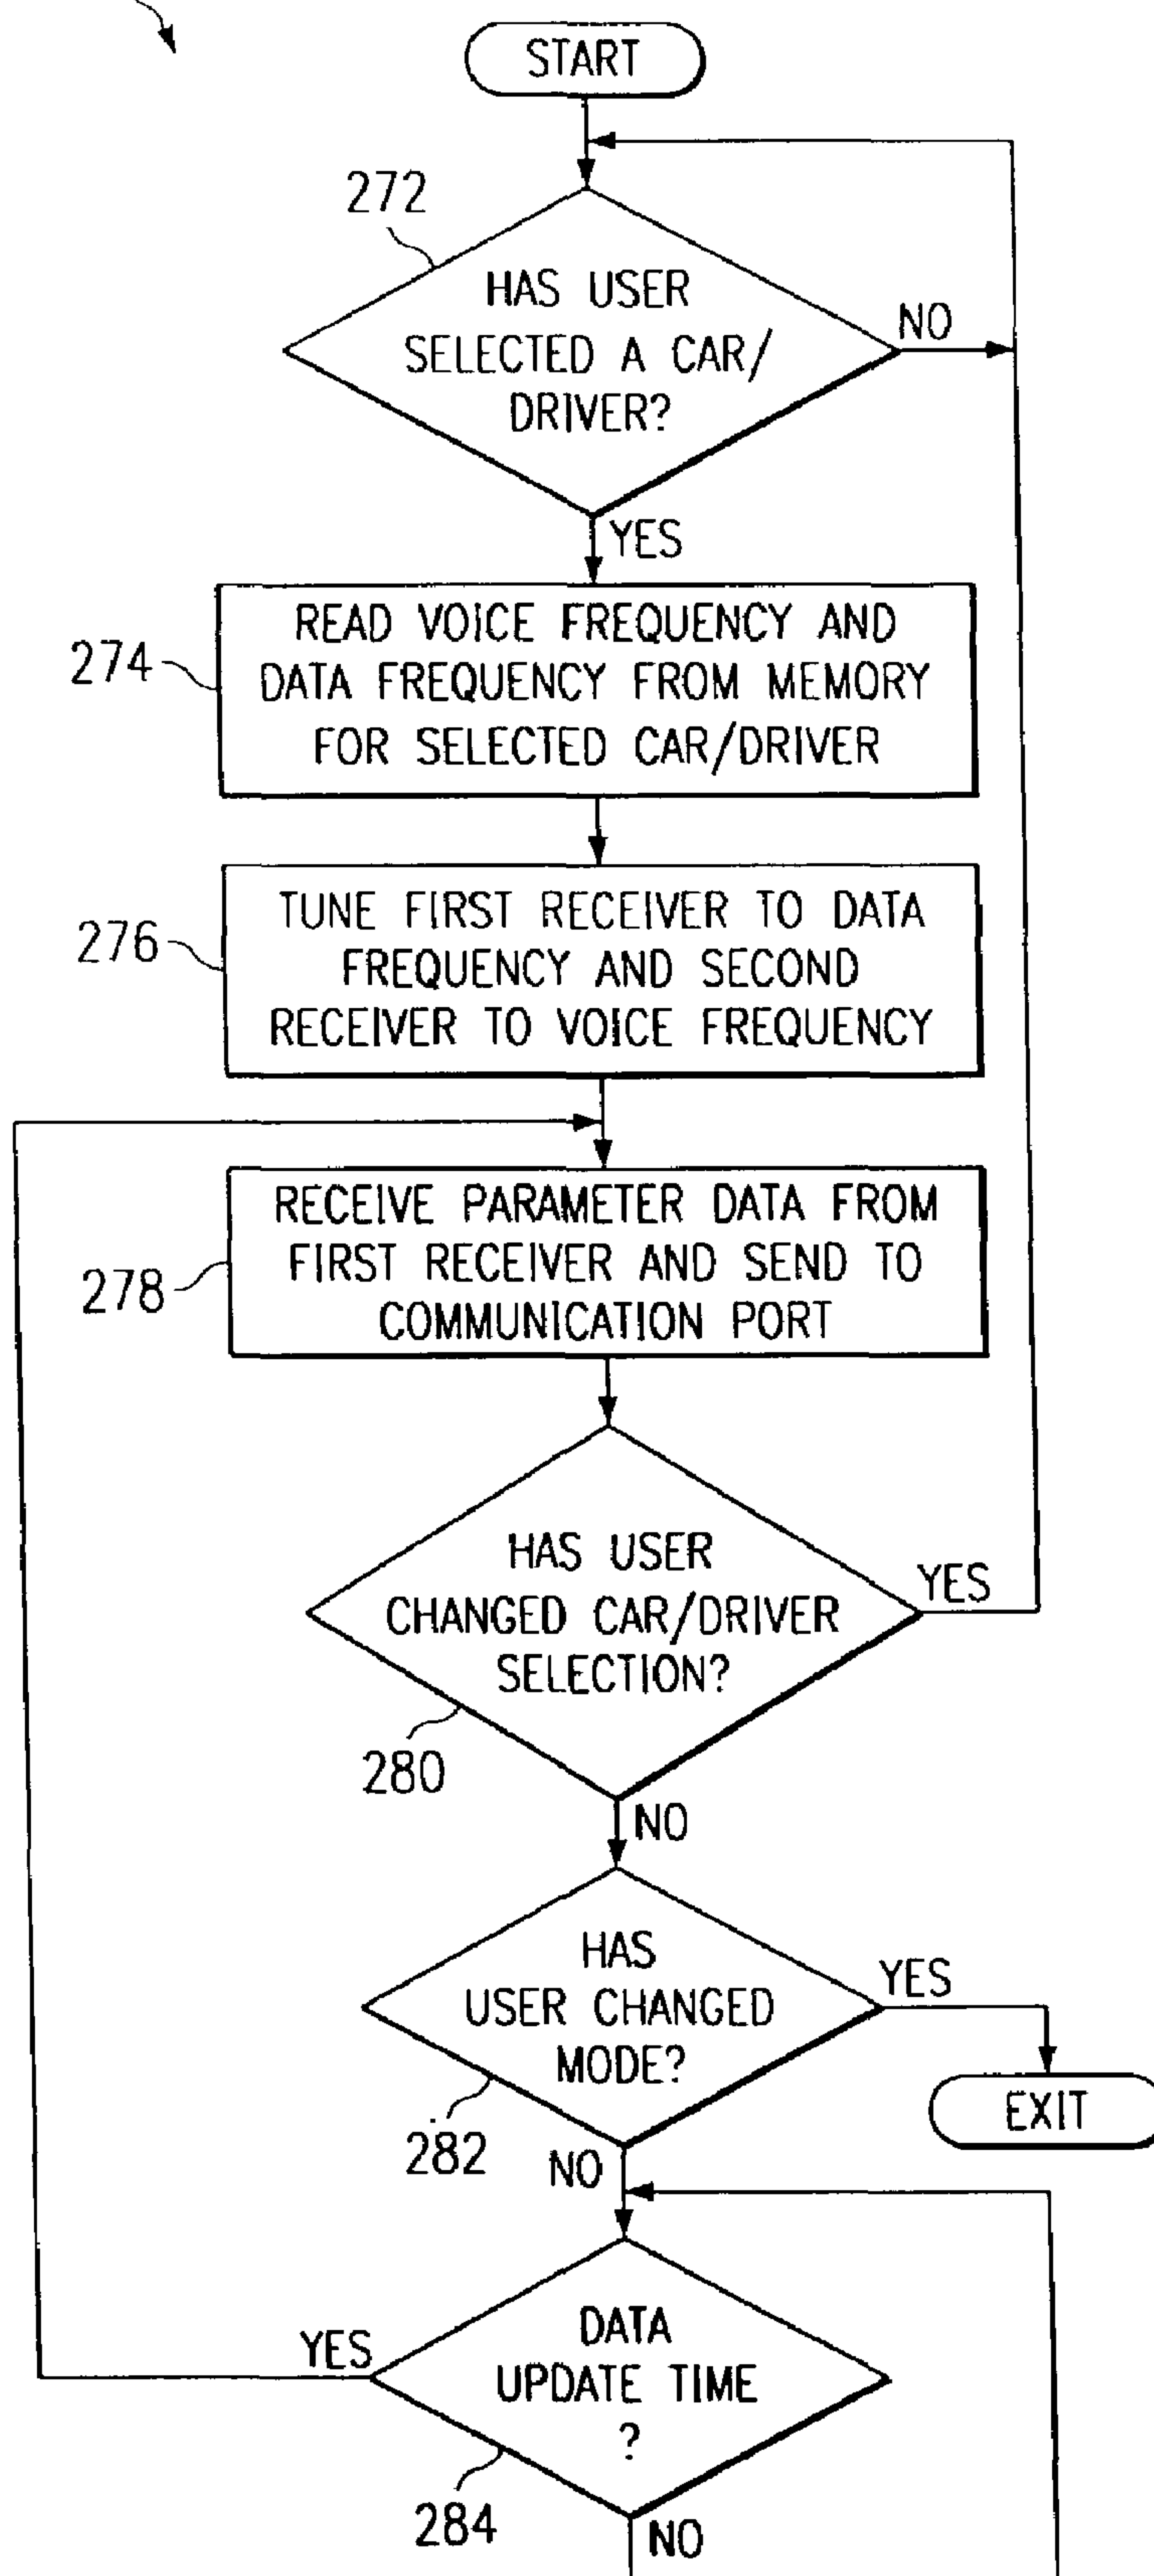 START
272
HAS USER
SELECTED A CAR/
DRIVER?
NO
YES
274
READ VOICE FREQUENCY AND
DATA FREQUENCY FROM MEMORY
FOR SELECTED CAR/DRIVER
276
TUNE FIRST RECEIVER TO DATA
FREQUENCY AND SECOND
RECEIVER TO VOICE FREQUENCY
278
RECEIVE PARAMETER DATA FROM
FIRST RECEIVER AND SEND TO
COMMUNICATION PORT
HAS USER
CHANGED CAR/DRIVER
SELECTION?
YES
280
NO
HAS
USER CHANGED
MODE?
YES
EXIT
282
NO
DATA
UPDATE TIME
?
YES
284
NO